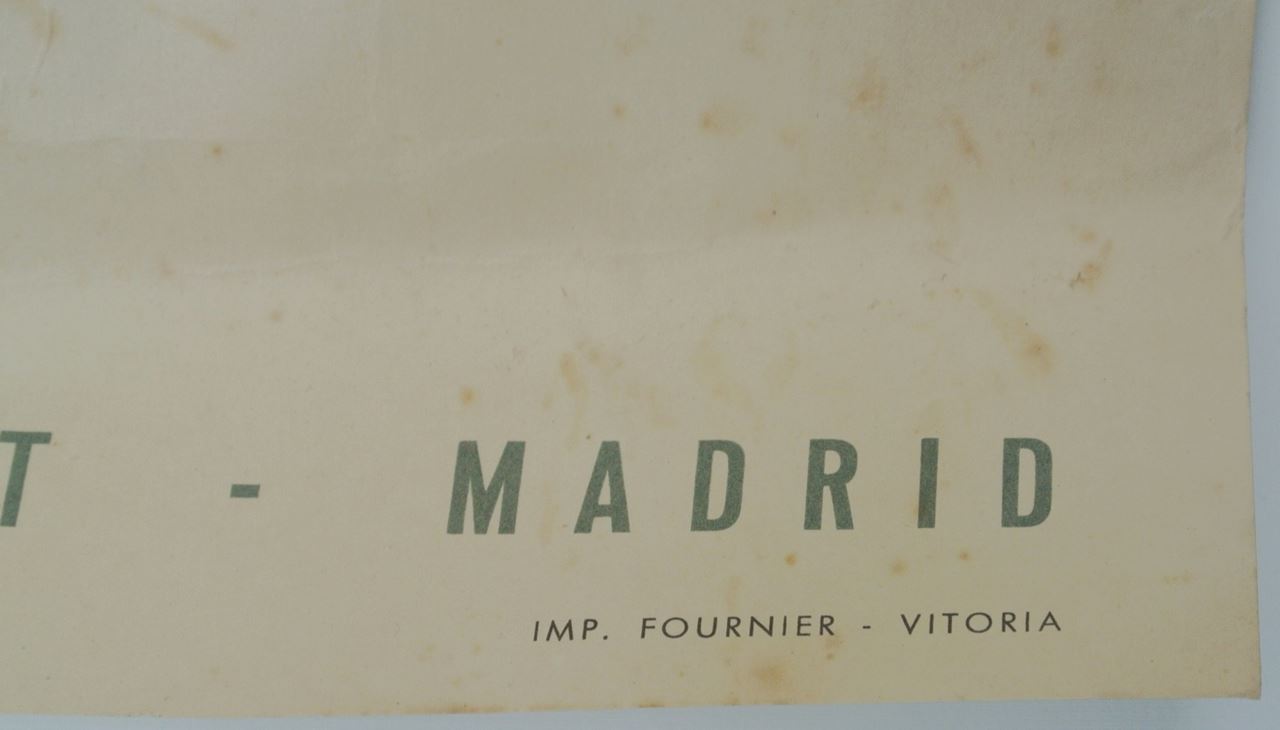 T - MADRID
IMP. FOURNIER - VITORIA